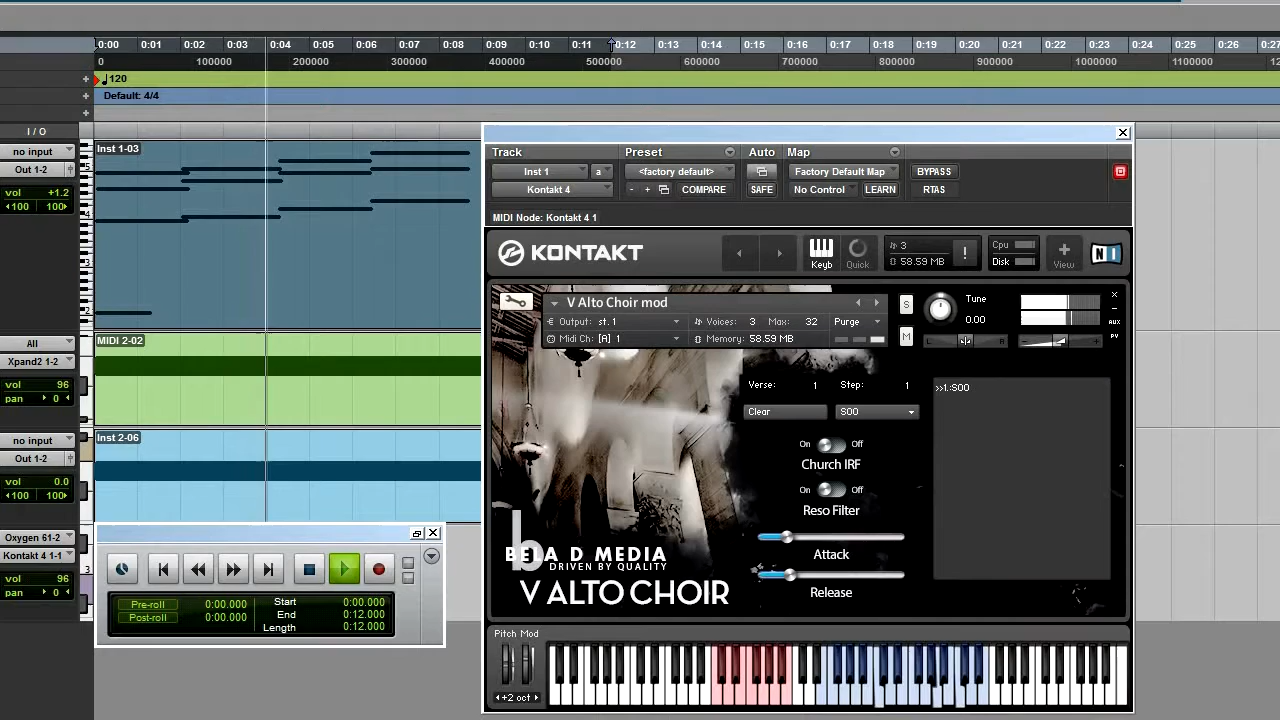 0:00 0:01 0:02 0:03 0:04 0:05 0:06 0:07 0:08 0:09 0:10 0:11 0:12 0:13 0:14 0:15 0:16 0:17 0:18 0:19 0:20 0:21 0:22 0:23 0:24 0:25 0:26 0:27
0 100000 200000 300000 400000 500000 600000 700000 800000 900000 1000000 1100000
120
Default: 4/4
I / O
no input
Out 1-2
vol +1.2
100 100
Inst 1-03
5
4
3
2
All
Xpand2 1-2
vol 96
pan 0
MIDI 2-02
no input
Out 1-2
vol 0.0
100 100
Inst 2-06
Oxygen 61-2
Kontakt 4 1-1
vol 96
pan 0
3
Pre-roll 0:00.000
Post-roll 0:00.000
Start 0:00.000
End 0:12.000
Length 0:12.000
Track Preset Auto Map
Inst 1 a <factory default> Factory Default Map BYPASS
Kontakt 4 - + COMPARE SAFE No Control LEARN RTAS
MIDI Node: Kontakt 4 1
KONTAKT
Keyb Quick
3
58.59 MB
!
Cpu
Disk
View
NI
V Alto Choir mod
Output: st. 1 Voices: 3 Max: 32 Purge
Midi Ch: [A] 1 Memory: 58.59 MB
S
M
Tune
0.00
L R
AUX
PV
Verse: 1 Step: 1
Clear S00
>>1.:S00
On Off
Church IRF
On Off
Reso Filter
Attack
Release
b
BELA D MEDIA
DRIVEN BY QUALITY
V ALTO CHOIR
Pitch Mod
+2 oct